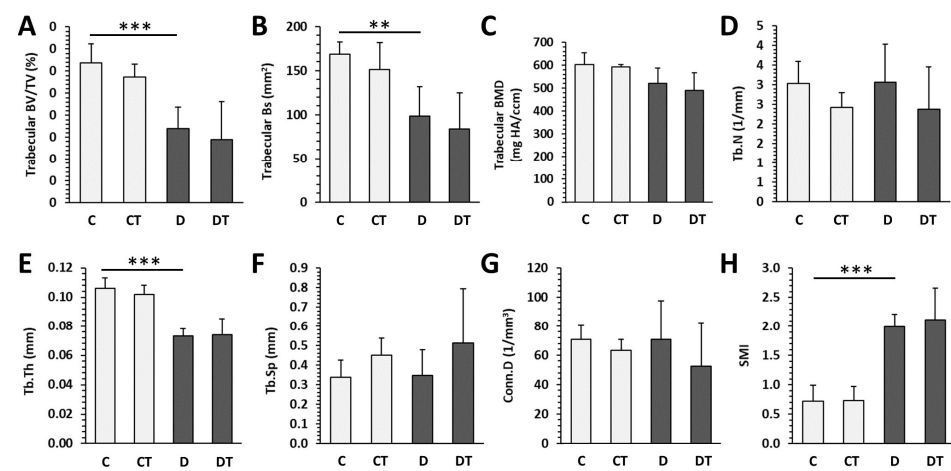 A
Trabecular BV/TV (%)
0
0
0
0
0
0
0
0
0
***
C CT D DT
B
Trabecular Bs (mm²)
200
150
100
50
0
**
C CT D DT
C
Trabecular BMD
[mg HA/ccm)
700
600
500
400
300
200
100
0
C CT D DT
D
Tb.N (1/mm)
5
5
4
4
3
3
2
2
1
1
0
C CT D DT
E
Tb.Th (mm)
0.12
0.10
0.08
0.06
0.04
0.02
0.00
***
C CT D DT
F
Tb.Sp (mm)
0.9
0.8
0.7
0.6
0.5
0.4
0.3
0.2
0.1
0.0
C CT D DT
G
Conn.D (1/mm³)
120
100
80
60
40
20
0
C CT D DT
H
SMI
3.0
2.5
2.0
1.5
1.0
0.5
0.0
***
C CT D DT